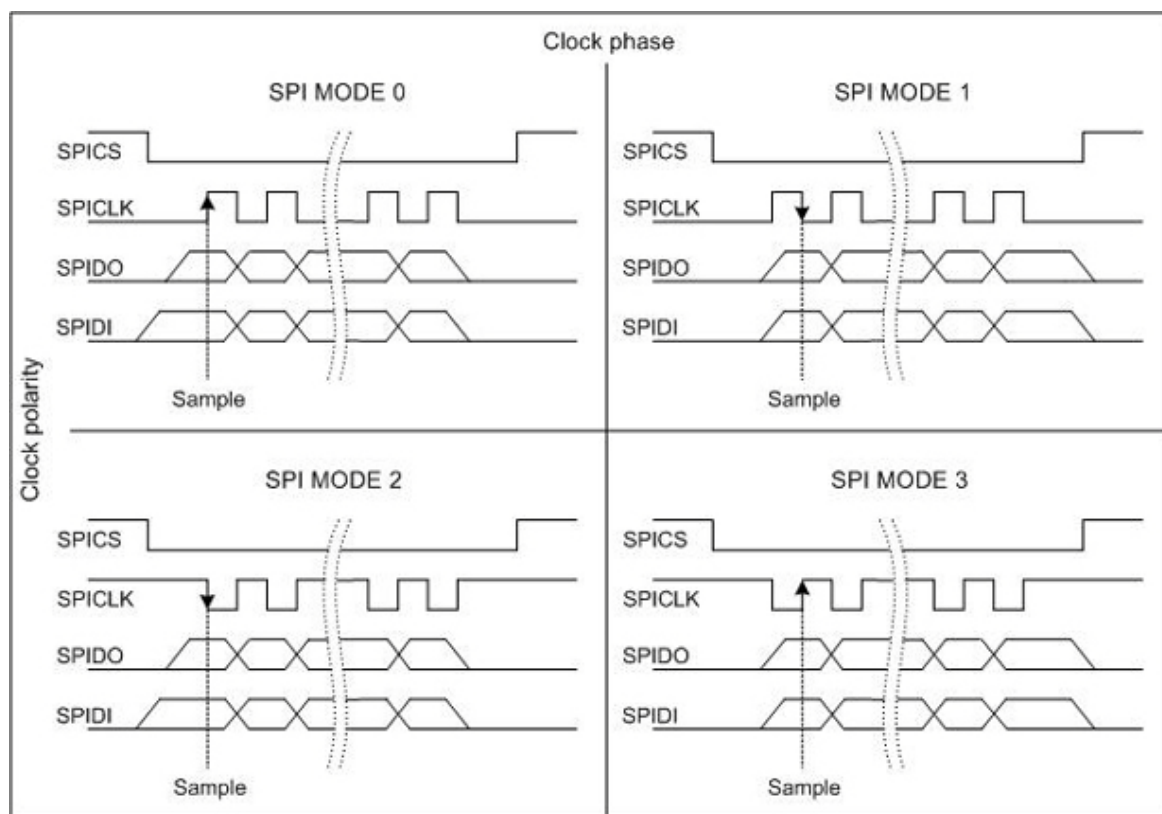 Clock phase
Clock polarity
SPI MODE 0
SPICS
SPICLK
SPIDO
SPIDI
Sample
SPI MODE 1
SPICS
SPICLK
SPIDO
SPIDI
Sample
SPI MODE 2
SPICS
SPICLK
SPIDO
SPIDI
Sample
SPI MODE 3
SPICS
SPICLK
SPIDO
SPIDI
Sample